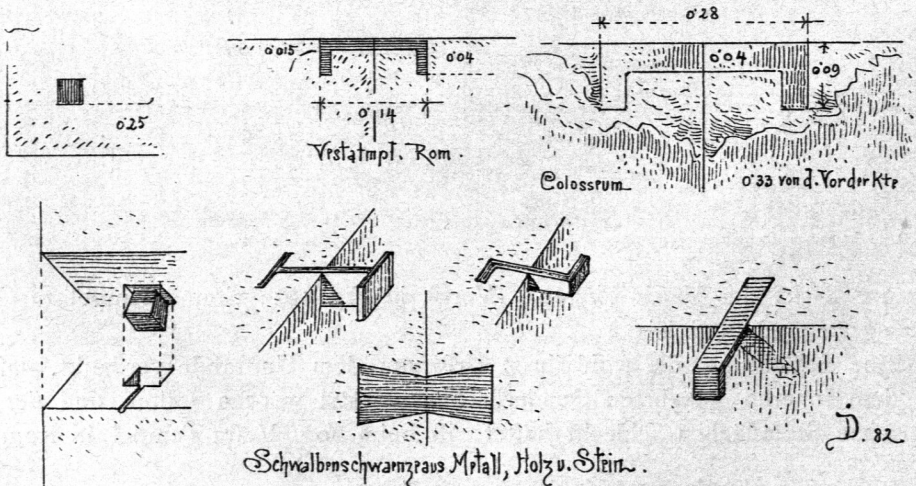 0.28
0.015
0.04
0.04
0.09
0.25
0.14
Vestatmpl. Rom.
Colosseum
0.33 von d. Vorderkte
D. 82
Schwalbenschwaenze aus Metall, Holz u. Stein.